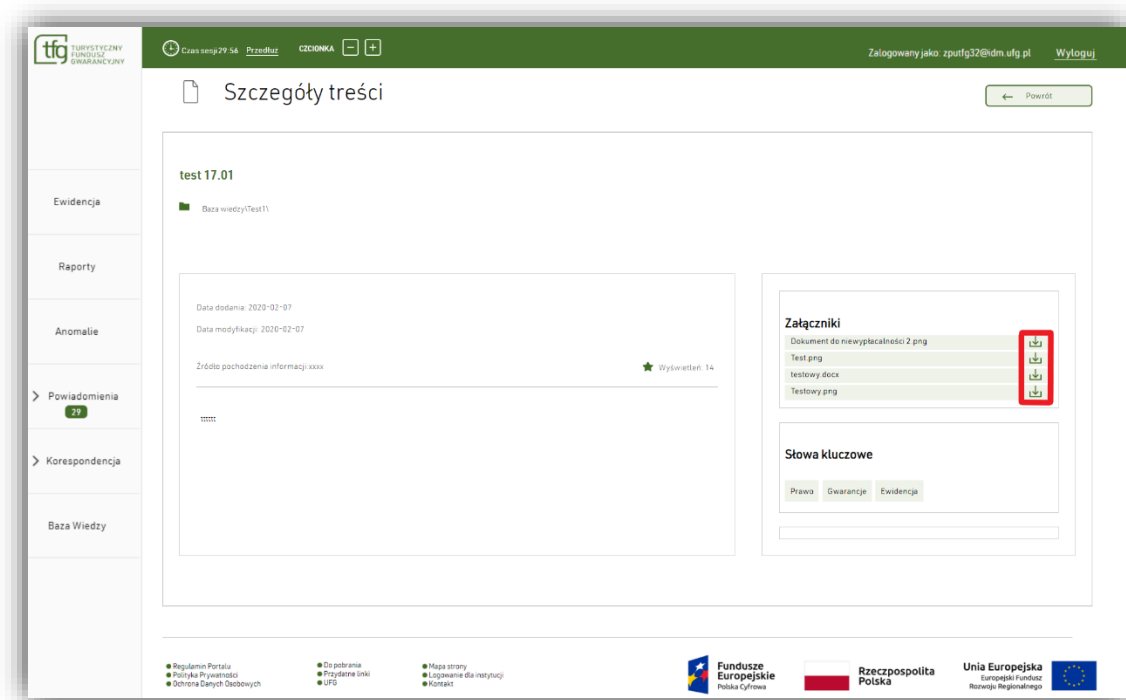 tfg TURYSTYCZNY
FUNDUSZ
GWARANCYJNY
Czas sesji 29:56 Przedłuż CZCIONKA − +
Zalogowany jako: zputfg32@idm.ufg.pl Wyloguj
Szczegóły treści
← Powrót
test 17.01
Baza wiedzy\Test1\
Ewidencja
Raporty
Anomalie
Powiadomienia
29
Korespondencja
Baza Wiedzy
Data dodania: 2020-02-07
Data modyfikacji: 2020-02-07
Źródło pochodzenia informacji:xxxx
Wyświetleń: 14
Załączniki
Dokument do niewypłacalności 2.png
Test.png
testowy.docx
Testowy.png
Słowa kluczowe
Prawo Gwarancje Ewidencja
Regulamin Portalu
Polityka Prywatności
Ochrona Danych Osobowych
Do pobrania
Przydatne linki
UFG
Mapa strony
Logowanie dla instytucji
Kontakt
Fundusze
Europejskie
Polska Cyfrowa
Rzeczpospolita
Polska
Unia Europejska
Europejski Fundusz
Rozwoju Regionalnego